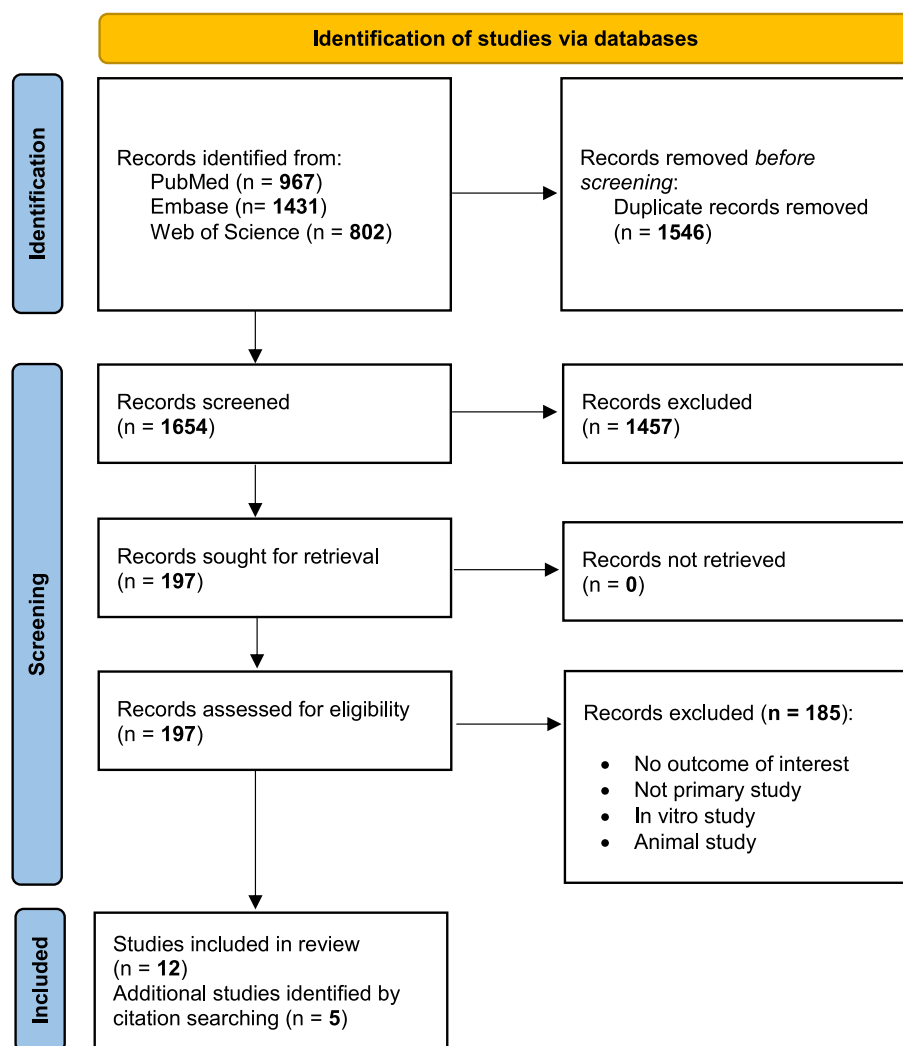 Identification of studies via databases
Identification
Records identified from:
PubMed (n = 967)
Embase (n= 1431)
Web of Science (n = 802)
Records removed before
screening:
Duplicate records removed
(n = 1546)
Screening
Records screened
(n = 1654)
Records excluded
(n = 1457)
Records sought for retrieval
(n = 197)
Records not retrieved
(n = 0)
Records assessed for eligibility
(n = 197)
Records excluded (n = 185):
• No outcome of interest
• Not primary study
• In vitro study
• Animal study
Included
Studies included in review
(n = 12)
Additional studies identified by
citation searching (n = 5)